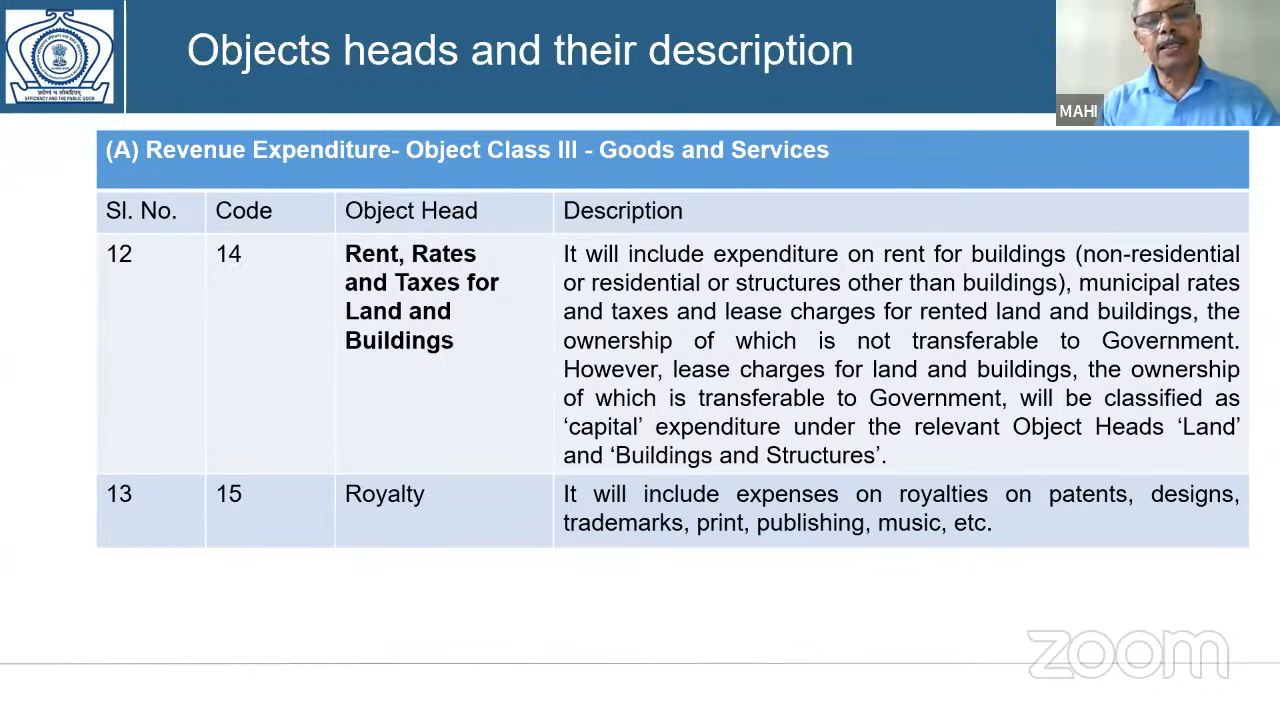 Objects heads and their description
EFFICIENCY AND THE PUBLIC GOOD
MAHI
(A) Revenue Expenditure- Object Class III - Goods and Services
Sl. No. Code Object Head Description
12 14 Rent, Rates and Taxes for Land and Buildings
It will include expenditure on rent for buildings (non-residential
or residential or structures other than buildings), municipal rates
and taxes and lease charges for rented land and buildings, the
ownership of which is not transferable to Government.
However, lease charges for land and buildings, the ownership
of which is transferable to Government, will be classified as
‘capital’ expenditure under the relevant Object Heads ‘Land’
and ‘Buildings and Structures’.
13 15 Royalty
It will include expenses on royalties on patents, designs,
trademarks, print, publishing, music, etc.
zoom